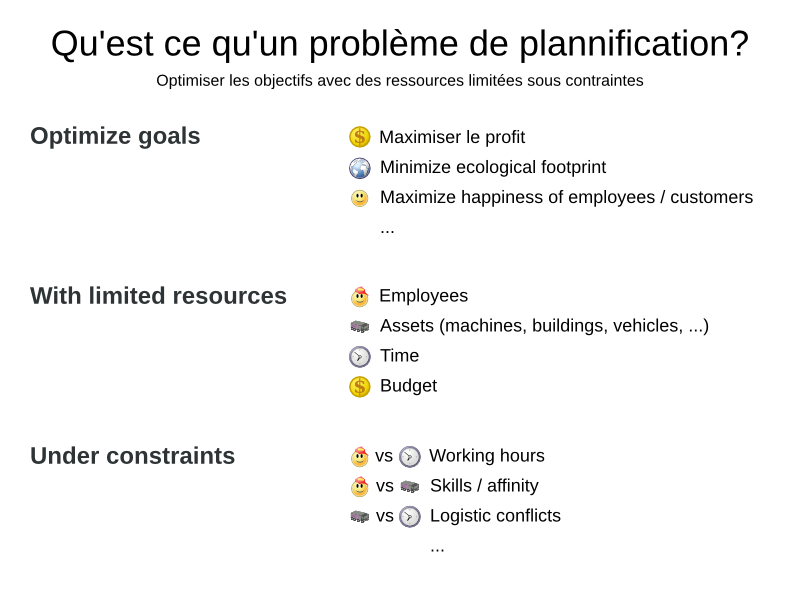 Qu'est ce qu'un problème de plannification?
Optimiser les objectifs avec des ressources limitées sous contraintes
Optimize goals
Maximiser le profit
Minimize ecological footprint
Maximize happiness of employees / customers
...
With limited resources
Employees
Assets (machines, buildings, vehicles, ...)
Time
Budget
Under constraints
vs Working hours
vs Skills / affinity
vs Logistic conflicts
...